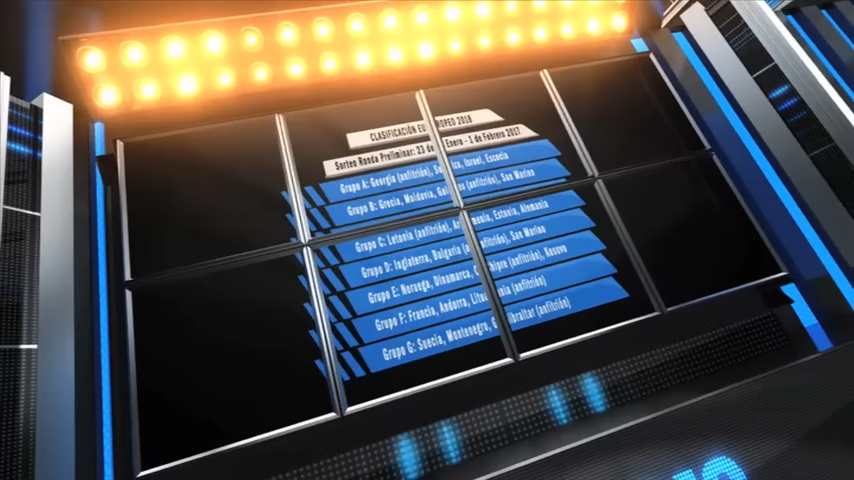 CLASIFICACIÓN EUROPEO 2018
Sorteo Ronda Preliminar: 23 de Enero - 1 de Febrero 2017
Grupo A: Georgia (anfitrión), Israel, Escocia
Grupo B: Grecia, Moldavia, (anfitrión), San Marino
Grupo C: Letonia (anfitrión), Estonia, Alemania
Grupo D: Inglaterra, Bulgaria (anfitrión), San Marino
Grupo E: Noruega, Dinamarca, (anfitrión), Kosovo
Grupo F: Francia, Andorra, (anfitrión)
Grupo G: Suecia, Montenegro, Gibraltar (anfitrión)